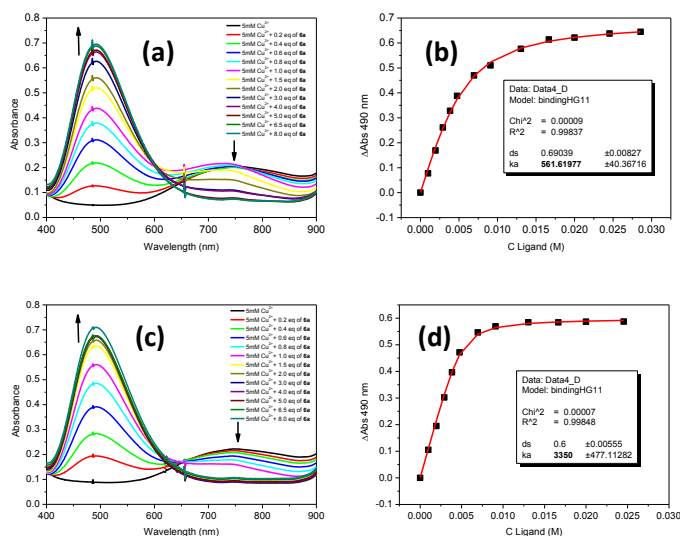 (a)
0.8
0.7
0.6
0.5
0.4
0.3
0.2
0.1
0.0
Absorbance
400 500 600 700 800 900
Wavelength (nm)
5mM Cu²⁺
5mM Cu²⁺ + 0.2 eq of 6a
5mM Cu²⁺ + 0.4 eq of 6a
5mM Cu²⁺ + 0.6 eq of 6a
5mM Cu²⁺ + 0.8 eq of 6a
5mM Cu²⁺ + 1.0 eq of 6a
5mM Cu²⁺ + 1.5 eq of 6a
5mM Cu²⁺ + 2.0 eq of 6a
5mM Cu²⁺ + 3.0 eq of 6a
5mM Cu²⁺ + 4.0 eq of 6a
5mM Cu²⁺ + 5.0 eq of 6a
5mM Cu²⁺ + 6.5 eq of 6a
5mM Cu²⁺ + 8.0 eq of 6a
(b)
0.7
0.6
0.5
0.4
0.3
0.2
0.1
0.0
-0.1
ΔAbs 490 nm
0.000 0.005 0.010 0.015 0.020 0.025 0.030
C Ligand (M)
Data: Data4_D
Model: bindingHG11
Chi^2 = 0.00009
R^2 = 0.99837
ds 0.69039 ±0.00827
ka 561.61977 ±40.36716
(c)
0.8
0.7
0.6
0.5
0.4
0.3
0.2
0.1
0.0
Absorbance
400 500 600 700 800 900
Wavelength (nm)
5mM Cu²⁺
5mM Cu²⁺ + 0.2 eq of 6a
5mM Cu²⁺ + 0.4 eq of 6a
5mM Cu²⁺ + 0.6 eq of 6a
5mM Cu²⁺ + 0.8 eq of 6a
5mM Cu²⁺ + 1.0 eq of 6a
5mM Cu²⁺ + 1.5 eq of 6a
5mM Cu²⁺ + 2.0 eq of 6a
5mM Cu²⁺ + 3.0 eq of 6a
5mM Cu²⁺ + 4.0 eq of 6a
5mM Cu²⁺ + 5.0 eq of 6a
5mM Cu²⁺ + 6.5 eq of 6a
5mM Cu²⁺ + 8.0 eq of 6a
(d)
0.7
0.6
0.5
0.4
0.3
0.2
0.1
0.0
-0.1
ΔAbs 490 nm
0.000 0.005 0.010 0.015 0.020 0.025 0.030
C Ligand (M)
Data: Data4_D
Model: bindingHG11
Chi^2 = 0.00007
R^2 = 0.99848
ds 0.6 ±0.00555
ka 3350 ±477.11282